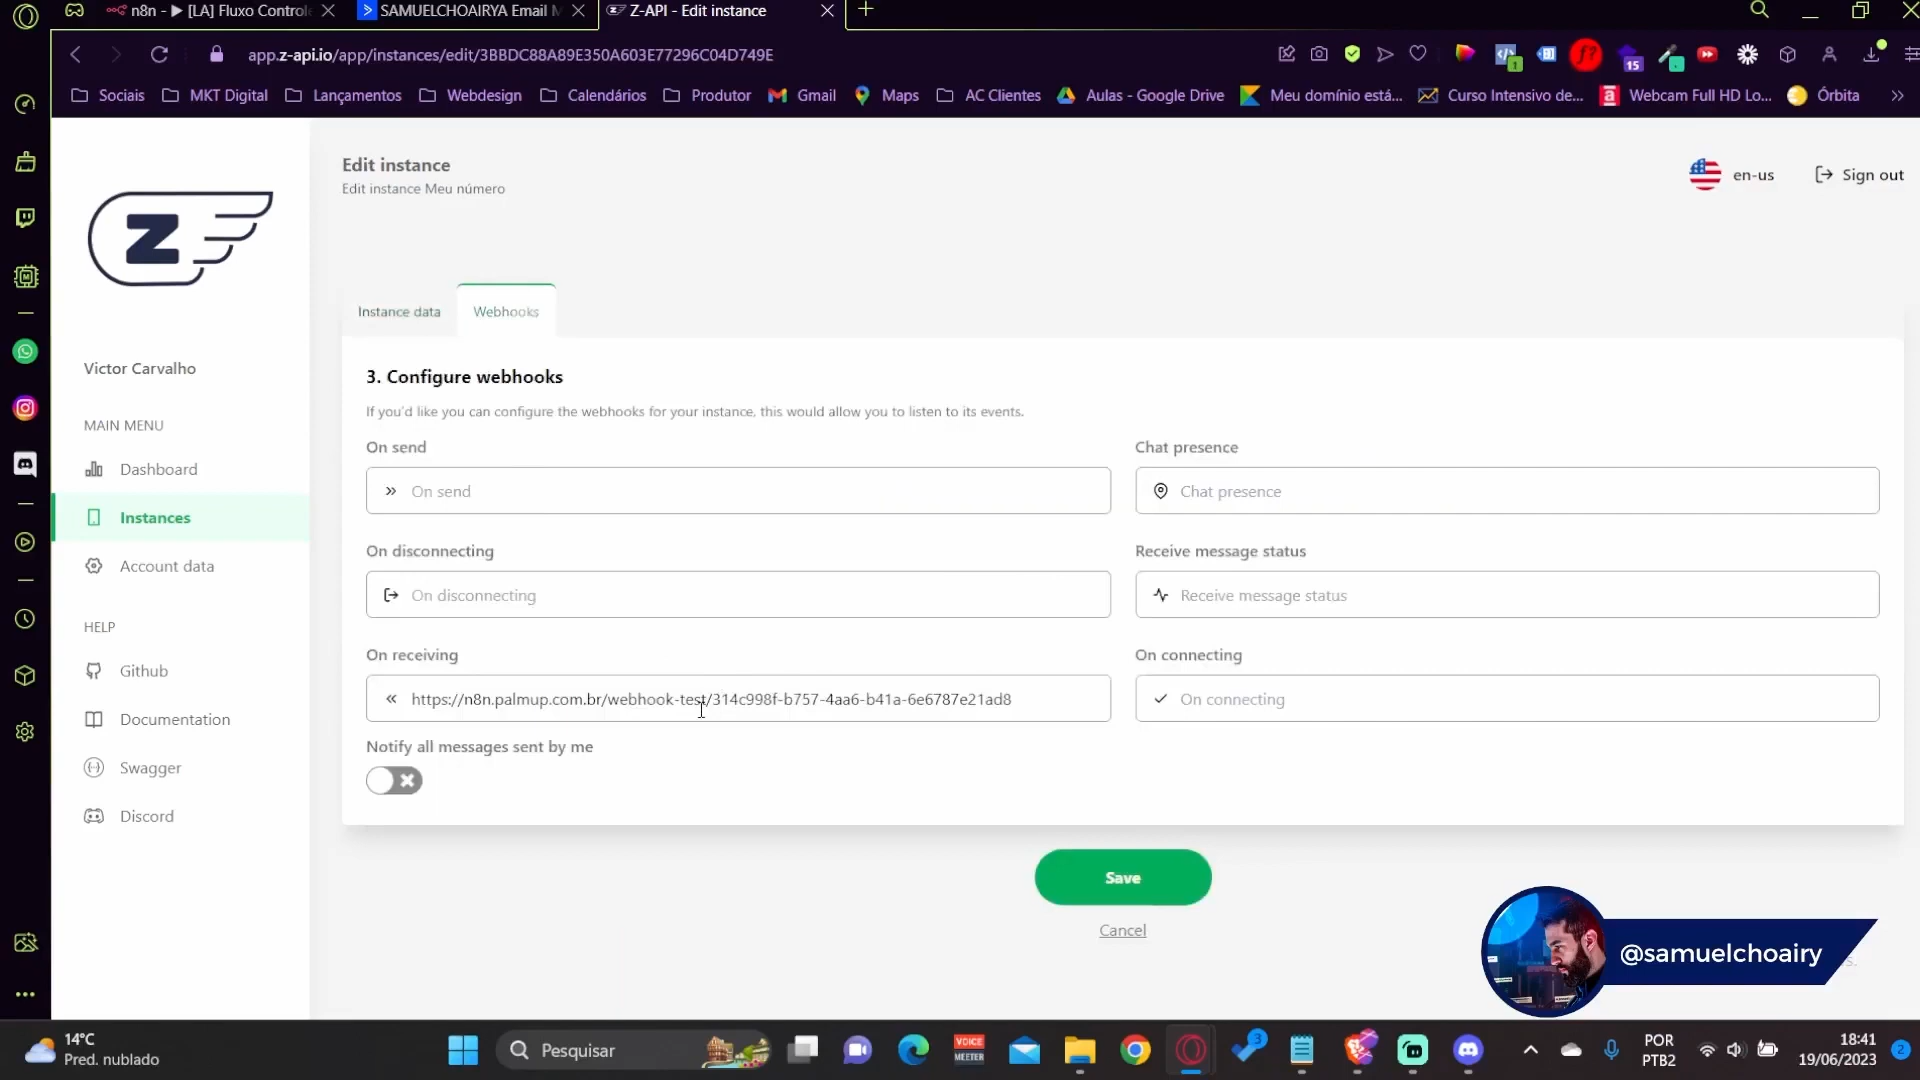 n8n - ▶ [LA] Fluxo Controle
SAMUELCHOAIRYA Email M
Z-API - Edit instance
app.z-api.io/app/instances/edit/3BBDC88A89E350A603E77296C04D749E
1
15
Sociais
MKT Digital
Lançamentos
Webdesign
Calendários
Produtor
Gmail
Maps
AC Clientes
Aulas - Google Drive
Meu domínio está...
Curso Intensivo de...
Webcam Full HD Lo...
Órbita
Edit instance
Edit instance Meu número
en-us
Sign out
Z
Instance data
Webhooks
Victor Carvalho
3. Configure webhooks
If you'd like you can configure the webhooks for your instance, this would allow you to listen to its events.
MAIN MENU
Dashboard
Instances
Account data
HELP
Github
Documentation
Swagger
Discord
On send
On send
Chat presence
Chat presence
On disconnecting
On disconnecting
Receive message status
Receive message status
On receiving
https://n8n.palmup.com.br/webhook-test/314c998f-b757-4aa6-b41a-6e6787e21ad8
On connecting
On connecting
Notify all messages sent by me
Save
Cancel
@samuelchoairy
14°C
Pred. nublado
Pesquisar
VOICE
MEETER
3
POR
PTB2
18:41
19/06/2023
2